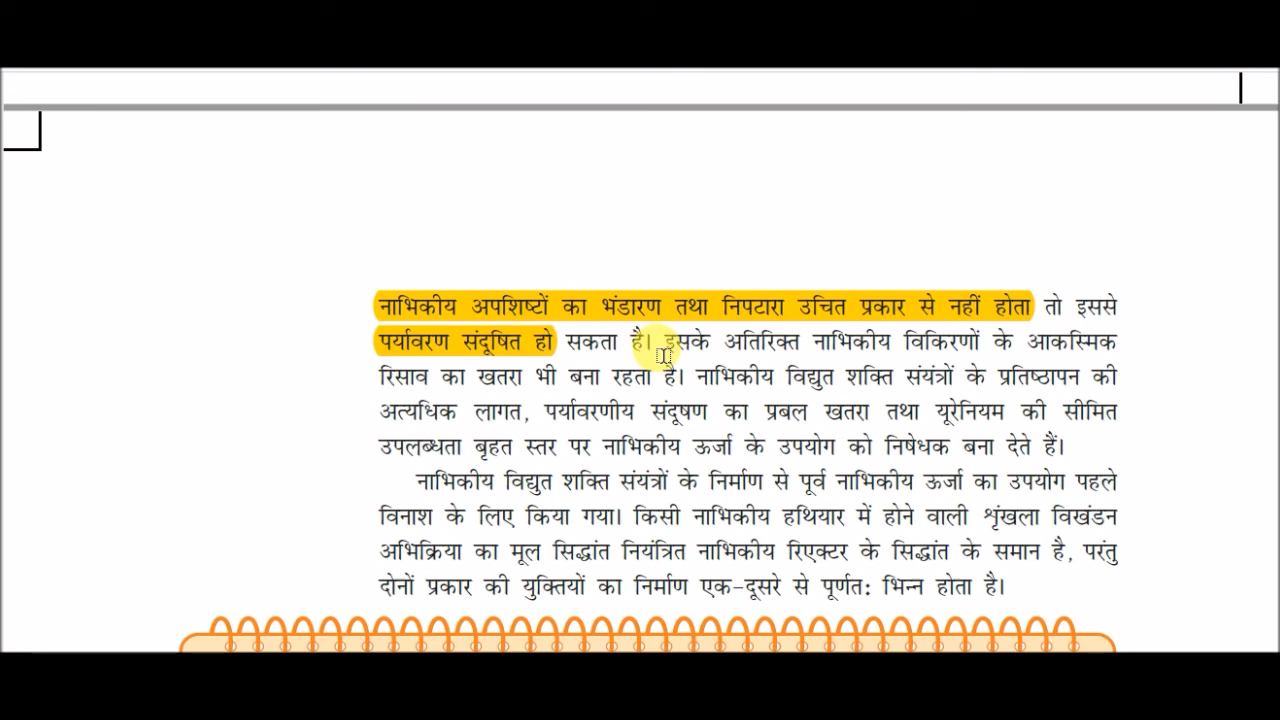 नाभिकीय अपशिष्टों का भंडारण तथा निपटारा उचित प्रकार से नहीं होता तो इससे
पर्यावरण संदूषित हो सकता है। इसके अतिरिक्त नाभिकीय विकिरणों के आकस्मिक
रिसाव का खतरा भी बना रहता है। नाभिकीय विद्युत शक्ति संयंत्रों के प्रतिष्ठापन की
अत्यधिक लागत, पर्यावरणीय संदूषण का प्रबल खतरा तथा यूरेनियम की सीमित
उपलब्धता बृहत स्तर पर नाभिकीय ऊर्जा के उपयोग को निषेधक बना देते हैं।
नाभिकीय विद्युत शक्ति संयंत्रों के निर्माण से पूर्व नाभिकीय ऊर्जा का उपयोग पहले
विनाश के लिए किया गया। किसी नाभिकीय हथियार में होने वाली शृंखला विखंडन
अभिक्रिया का मूल सिद्धांत नियंत्रित नाभिकीय रिएक्टर के सिद्धांत के समान है, परंतु
दोनों प्रकार की युक्तियों का निर्माण एक-दूसरे से पूर्णत: भिन्न होता है।